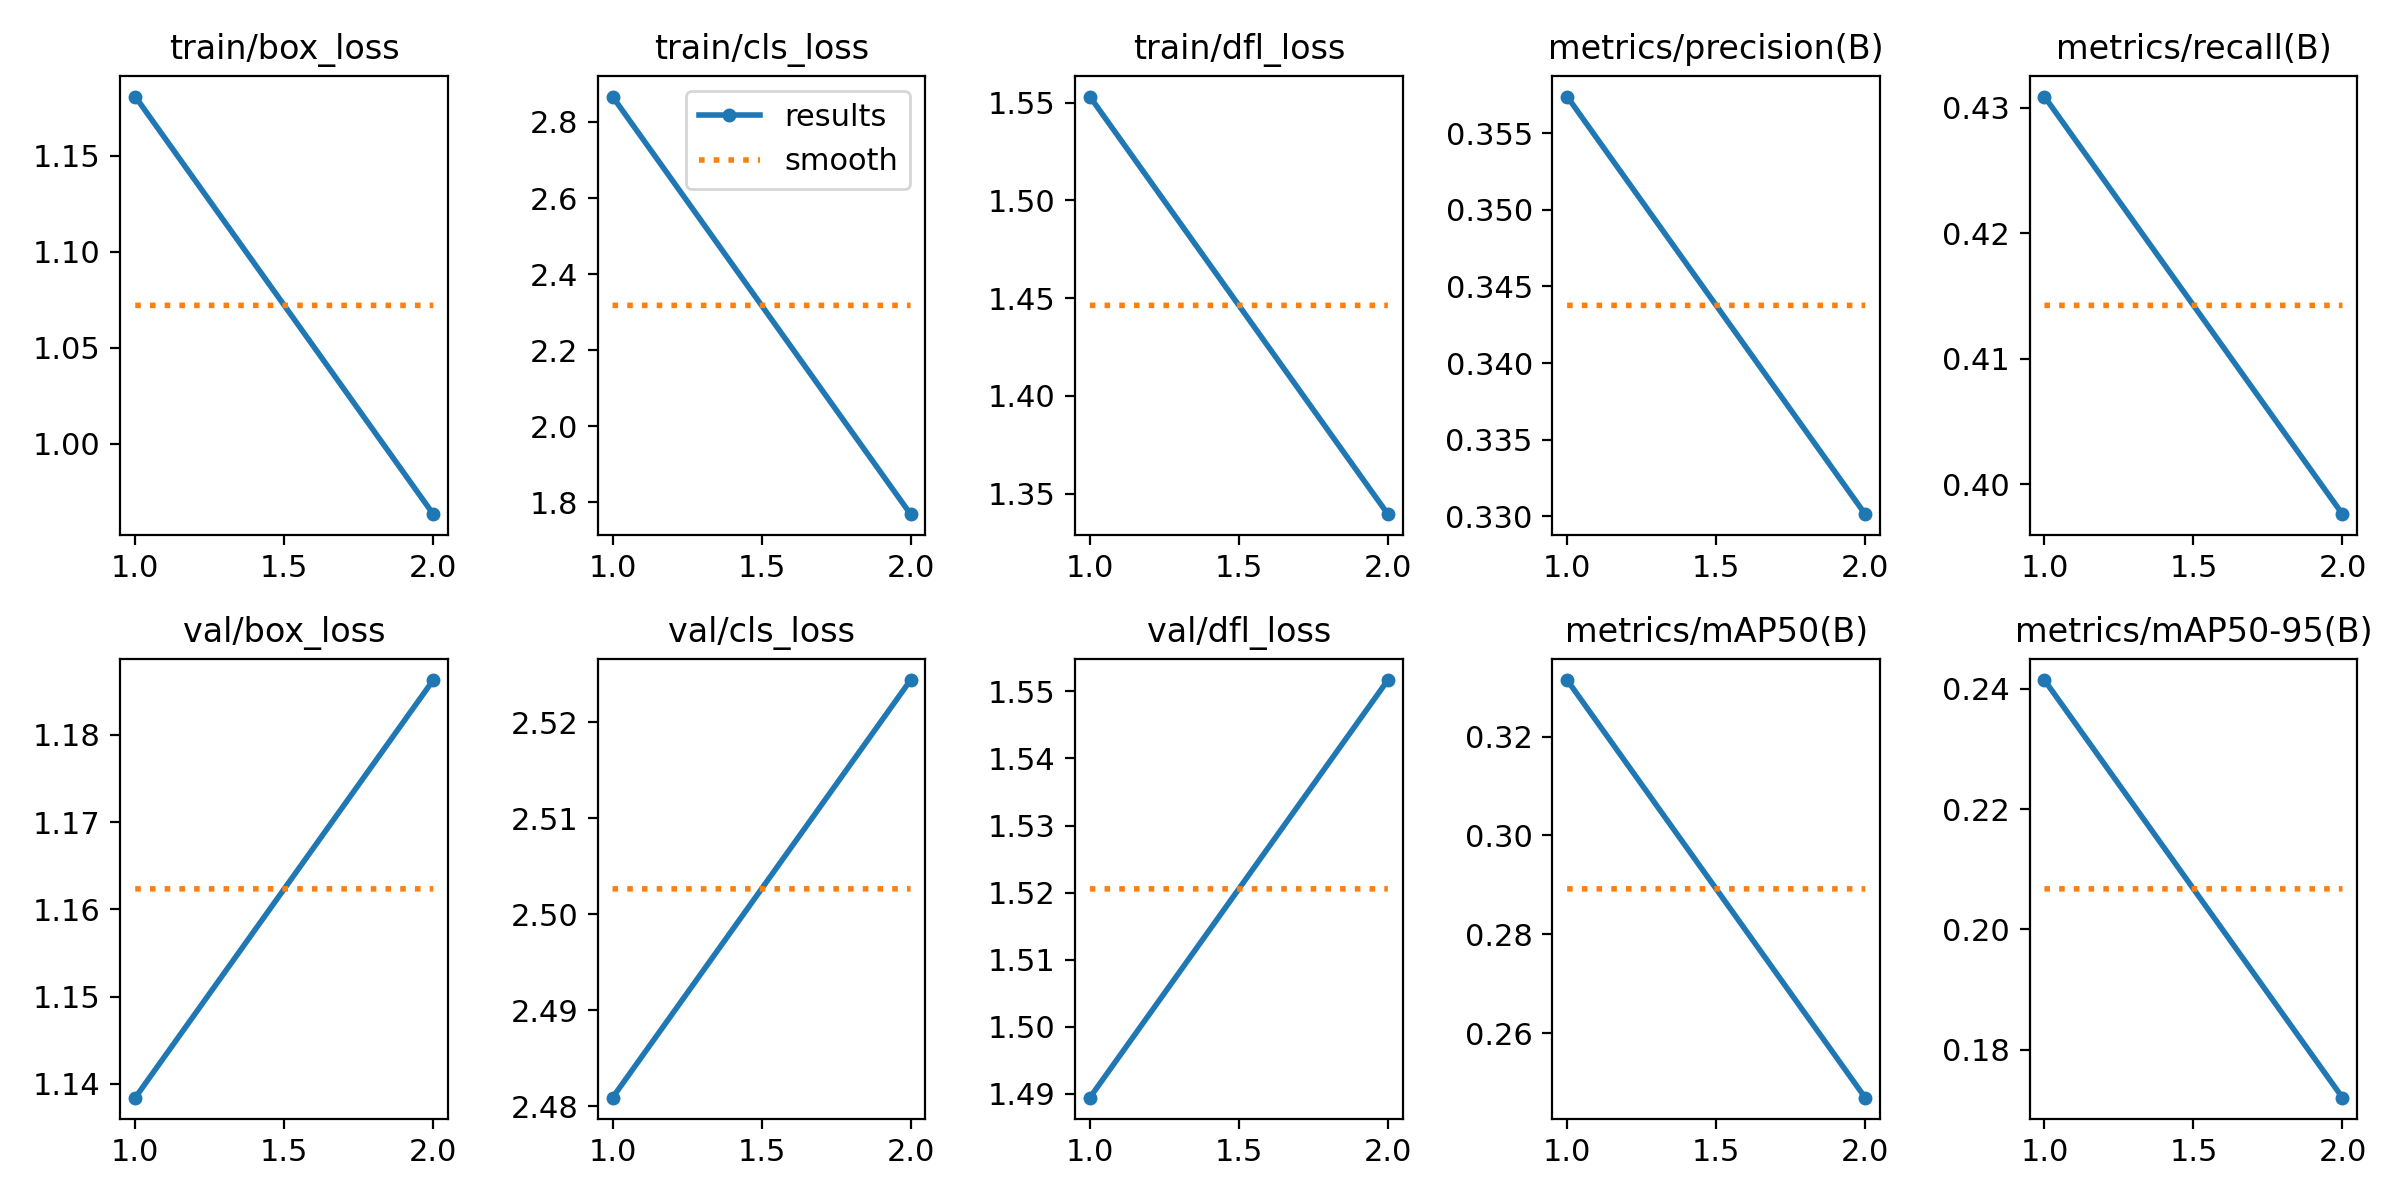 train/box_loss
1.15
1.10
1.05
1.00
1.0 1.5 2.0
train/cls_loss
results
smooth
2.8
2.6
2.4
2.2
2.0
1.8
1.0 1.5 2.0
train/dfl_loss
1.55
1.50
1.45
1.40
1.35
1.0 1.5 2.0
metrics/precision(B)
0.355
0.350
0.345
0.340
0.335
0.330
1.0 1.5 2.0
metrics/recall(B)
0.43
0.42
0.41
0.40
1.0 1.5 2.0
val/box_loss
1.18
1.17
1.16
1.15
1.14
1.0 1.5 2.0
val/cls_loss
2.52
2.51
2.50
2.49
2.48
1.0 1.5 2.0
val/dfl_loss
1.55
1.54
1.53
1.52
1.51
1.50
1.49
1.0 1.5 2.0
metrics/mAP50(B)
0.32
0.30
0.28
0.26
1.0 1.5 2.0
metrics/mAP50-95(B)
0.24
0.22
0.20
0.18
1.0 1.5 2.0